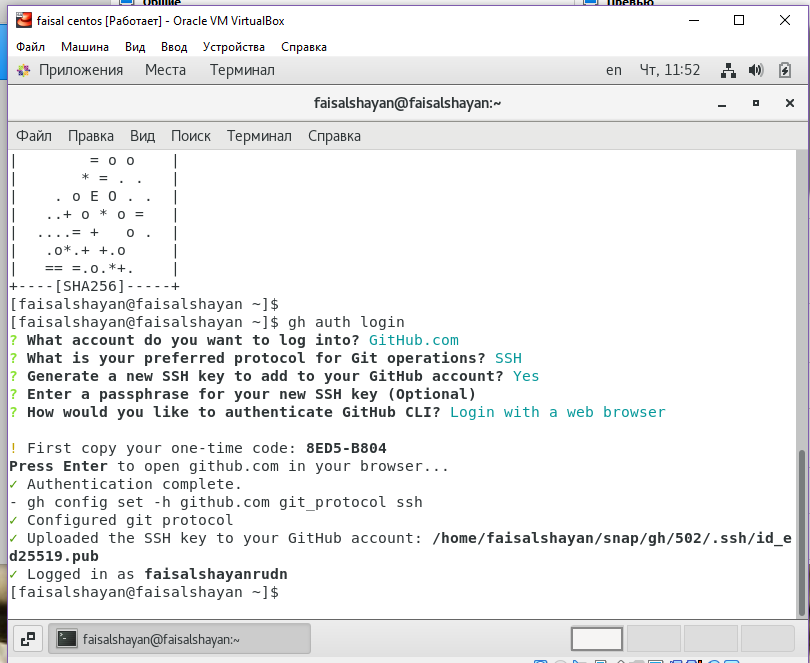 Общие
Превью
faisal centos [Работает] - Oracle VM VirtualBox
Файл Машина Вид Ввод Устройства Справка
Приложения Места Терминал en Чт, 11:52
faisalshayan@faisalshayan:~
Файл Правка Вид Поиск Терминал Справка
|        = o o    |
|       * = . .   |
|    . o E O . .  |
|   ..+ o * o =   |
|  ....= +   o .  |
|   .o*.+ +.o     |
|   == =.o.*+.    |
+----[SHA256]-----+
[faisalshayan@faisalshayan ~]$
[faisalshayan@faisalshayan ~]$ gh auth login
? What account do you want to log into? GitHub.com
? What is your preferred protocol for Git operations? SSH
? Generate a new SSH key to add to your GitHub account? Yes
? Enter a passphrase for your new SSH key (Optional)
? How would you like to authenticate GitHub CLI? Login with a web browser
! First copy your one-time code: 8ED5-B804
Press Enter to open github.com in your browser...
✓ Authentication complete.
- gh config set -h github.com git_protocol ssh
✓ Configured git protocol
✓ Uploaded the SSH key to your GitHub account: /home/faisalshayan/snap/gh/502/.ssh/id_e
d25519.pub
✓ Logged in as faisalshayanrudn
[faisalshayan@faisalshayan ~]$
faisalshayan@faisalshayan:~